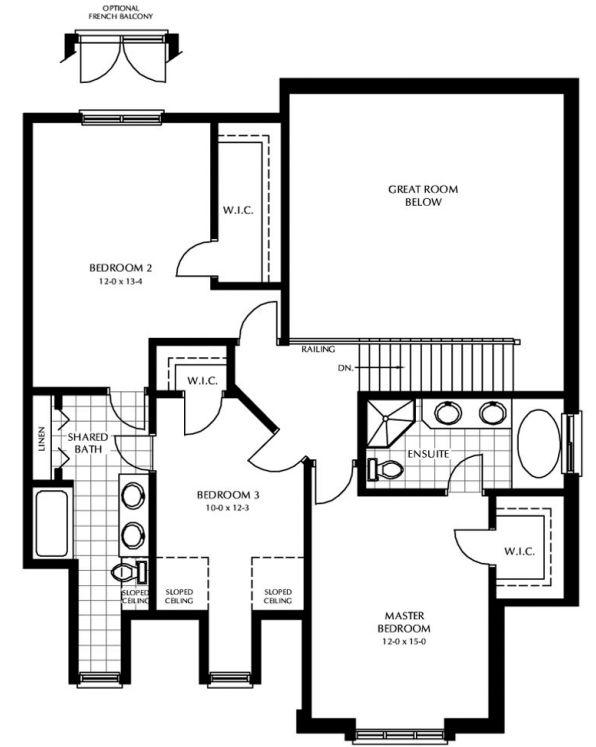 OPTIONAL
FRENCH BALCONY
GREAT ROOM
BELOW
W.I.C.
BEDROOM 2
12-0 x 13-4
RAILING
DN.
W.I.C.
LINEN
SHARED
BATH
ENSUITE
BEDROOM 3
10-0 x 12-3
W.I.C.
SLOPED
CEILING
SLOPED
CEILING
SLOPED
CEILING
MASTER
BEDROOM
12-0 x 15-0